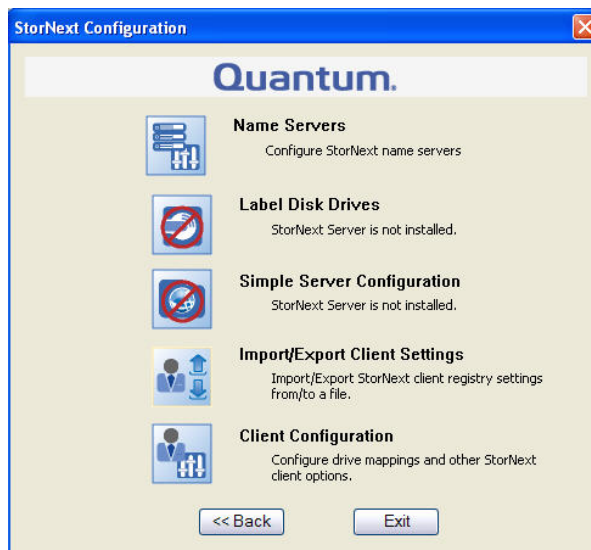 StorNext Configuration
Quantum.
Name Servers
Configure StorNext name servers
Label Disk Drives
StorNext Server is not installed.
Simple Server Configuration
StorNext Server is not installed.
Import/Export Client Settings
Import/Export StorNext client registry settings
from/to a file.
Client Configuration
Configure drive mappings and other StorNext
client options.
<< Back
Exit